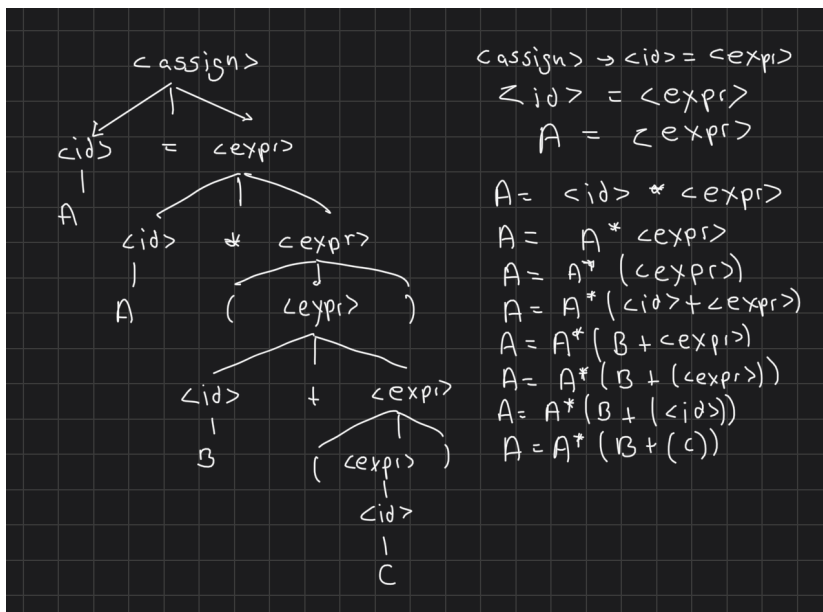 <assign>
<id> = <expr>
A
<id> * <expr>
A ( <expr> )
<id> + <expr>
B ( <expr> )
<id>
C
<assign> → <id> = <expr>
<id> = <expr>
A = <expr>
A = <id> * <expr>
A = A * <expr>
A = A * (<expr>)
A = A * (<id> + <expr>)
A = A * (B + <expr>)
A = A * (B + (<expr>))
A = A * (B + (<id>))
A = A * (B + (C))